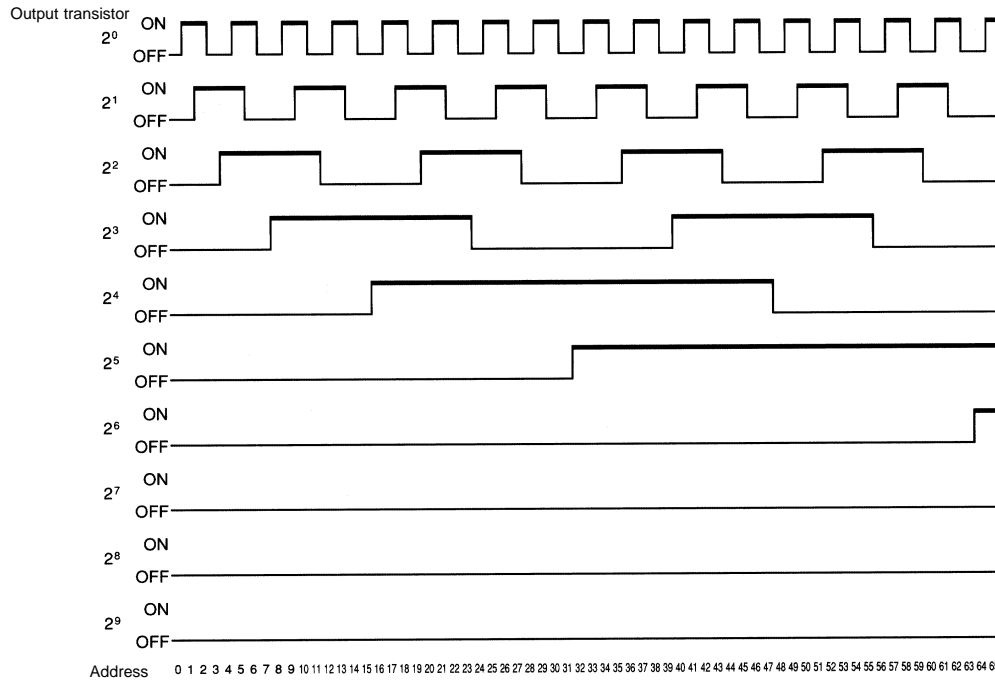 Output transistor
ON
2⁰
OFF
ON
2¹
OFF
ON
2²
OFF
ON
2³
OFF
ON
2⁴
OFF
ON
2⁵
OFF
ON
2⁶
OFF
ON
2⁷
OFF
ON
2⁸
OFF
ON
2⁹
OFF
Address 0 1 2 3 4 5 6 7 8 9 10 11 12 13 14 15 16 17 18 19 20 21 22 23 24 25 26 27 28 29 30 31 32 33 34 35 36 37 38 39 40 41 42 43 44 45 46 47 48 49 50 51 52 53 54 55 56 57 58 59 60 61 62 63 64